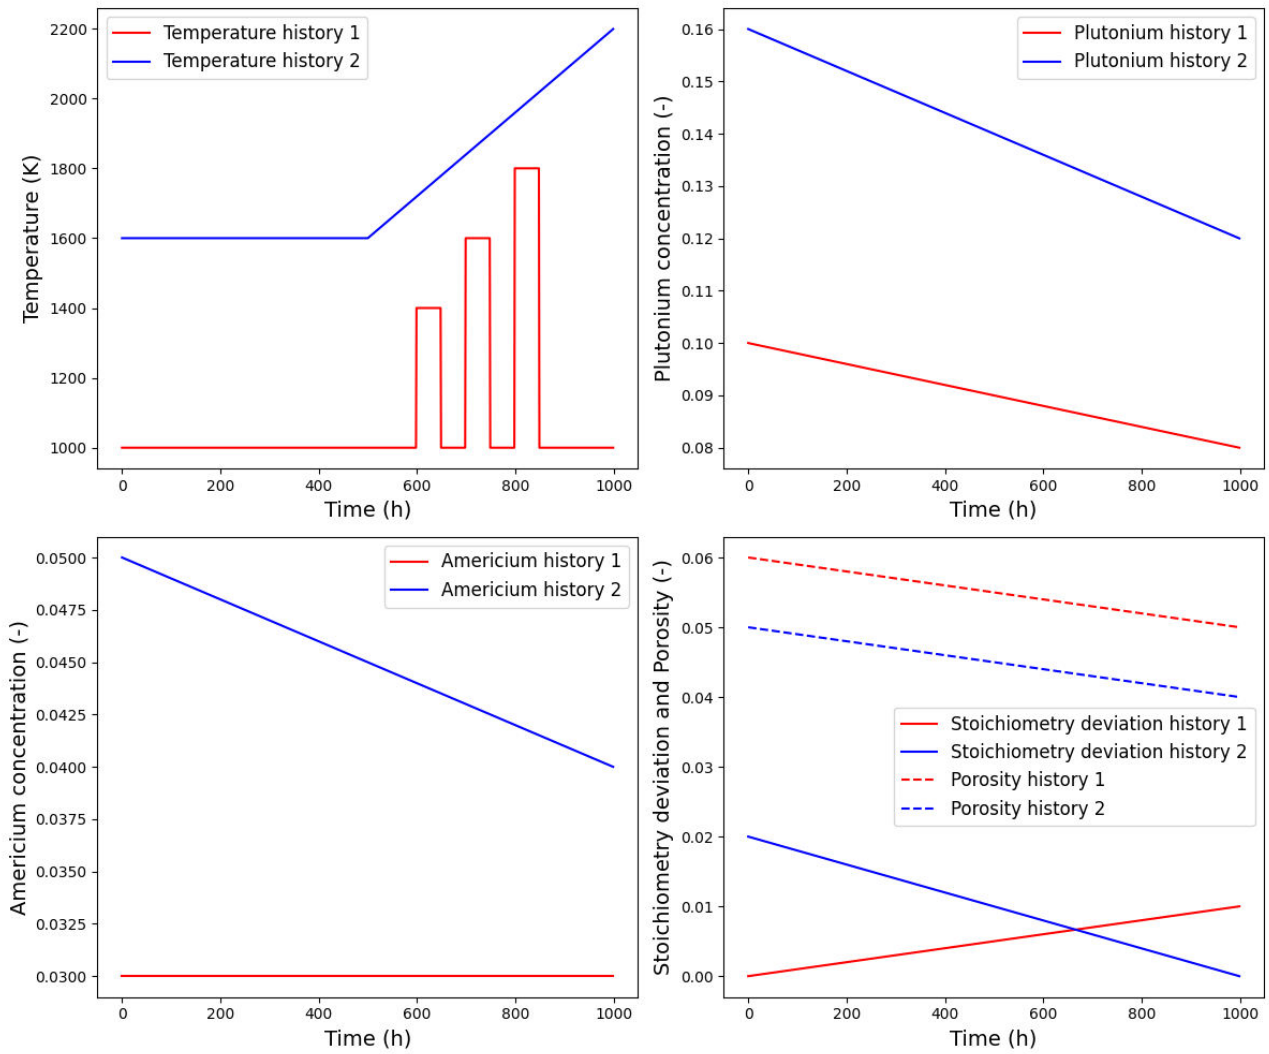 Temperature (K)
2200
2000
1800
1600
1400
1200
1000
Temperature history 1
Temperature history 2
0 200 400 600 800 1000
Time (h)
Plutonium concentration (-)
0.16
0.15
0.14
0.13
0.12
0.11
0.10
0.09
0.08
Plutonium history 1
Plutonium history 2
0 200 400 600 800 1000
Time (h)
Americium concentration (-)
0.0500
0.0475
0.0450
0.0425
0.0400
0.0375
0.0350
0.0325
0.0300
Americium history 1
Americium history 2
0 200 400 600 800 1000
Time (h)
Stoichiometry deviation and Porosity (-)
0.06
0.05
0.04
0.03
0.02
0.01
0.00
Stoichiometry deviation history 1
Stoichiometry deviation history 2
Porosity history 1
Porosity history 2
0 200 400 600 800 1000
Time (h)